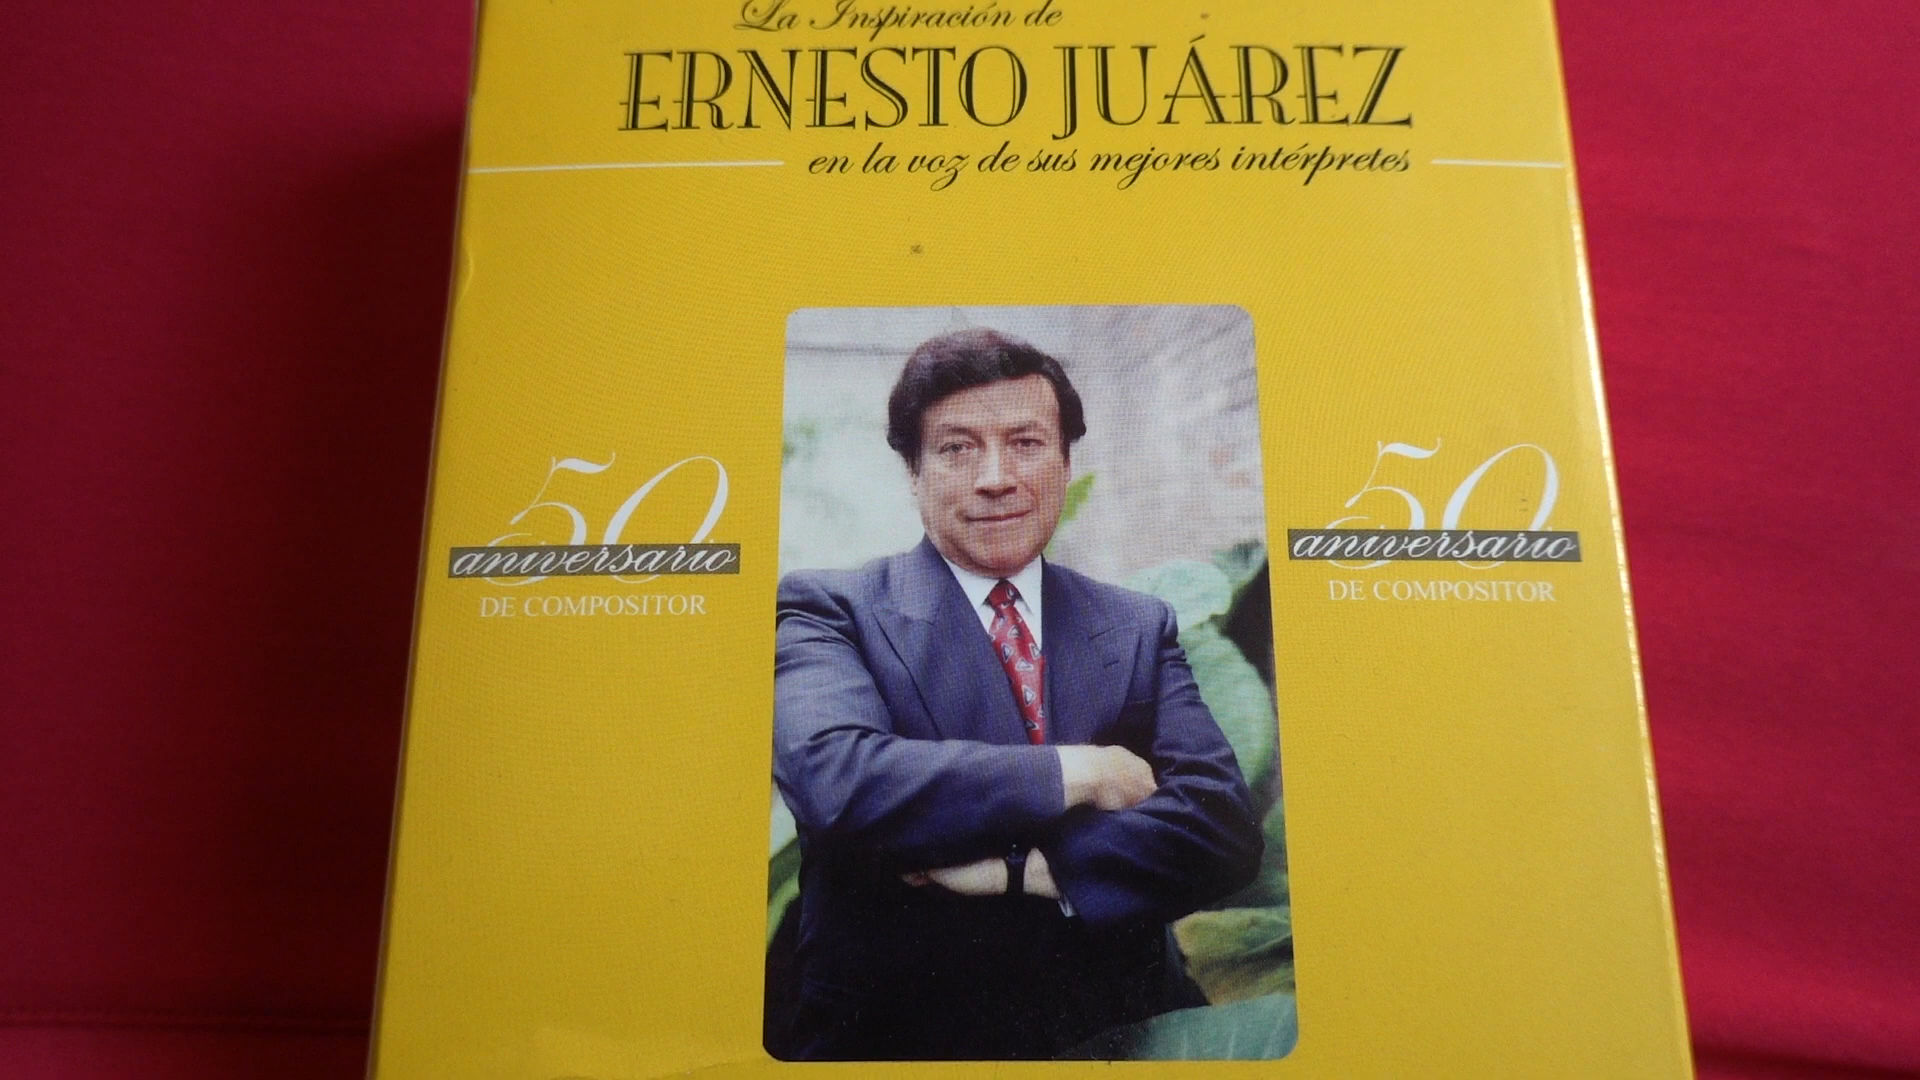 La Inspiración de
ERNESTO JUÁREZ
en la voz de sus mejores intérpretes
50
aniversario
DE COMPOSITOR
50
aniversario
DE COMPOSITOR